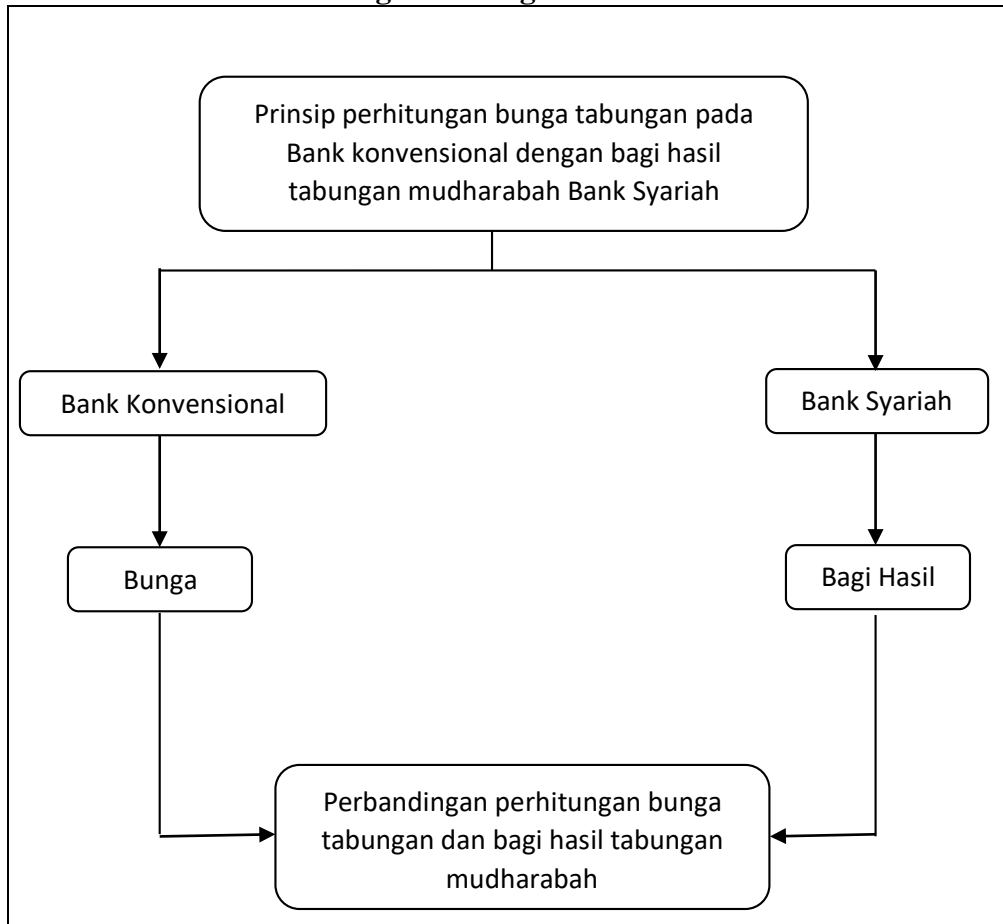 Prinsip perhitungan bunga tabungan pada
Bank konvensional dengan bagi hasil
tabungan mudharabah Bank Syariah
Bank Konvensional
Bank Syariah
Bunga
Bagi Hasil
Perbandingan perhitungan bunga
tabungan dan bagi hasil tabungan
mudharabah